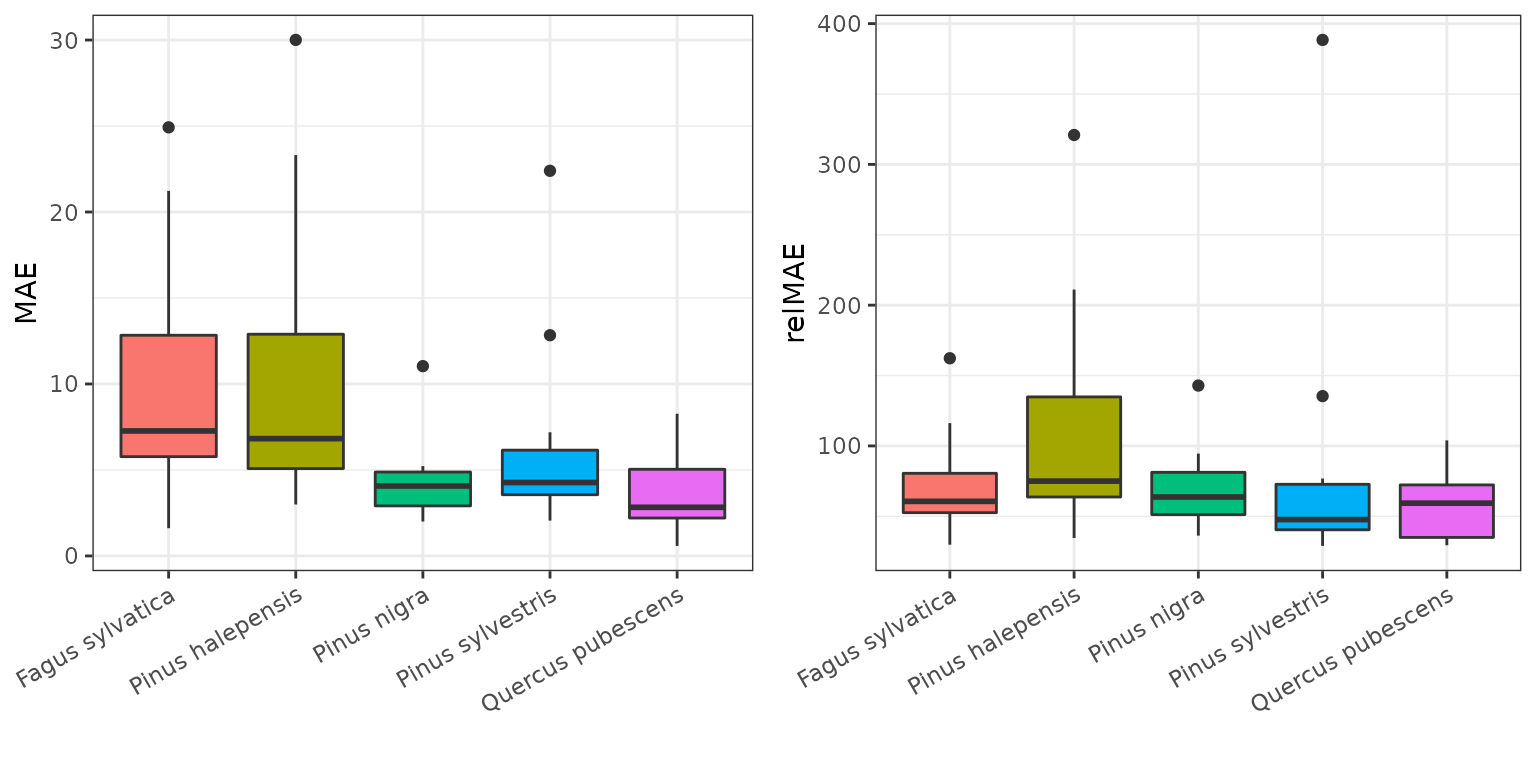 MAE
30
20
10
0
Fagus sylvatica
Pinus halepensis
Pinus nigra
Pinus sylvestris
Quercus pubescens
relMAE
400
300
200
100
Fagus sylvatica
Pinus halepensis
Pinus nigra
Pinus sylvestris
Quercus pubescens